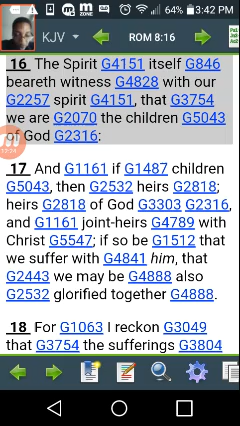 64% 3:42 PM
KJV ROM 8:16
16 The Spirit G4151 itself G846
beareth witness G4828 with our
G2257 spirit G4151, that G3754
we are G2070 the children G5043
of God G2316:
17 And G1161 if G1487 children
G5043, then G2532 heirs G2818;
heirs G2818 of God G3303 G2316,
and G1161 joint-heirs G4789 with
Christ G5547; if so be G1512 that
we suffer with G4841 him, that
G2443 we may be G4888 also
G2532 glorified together G4888.
18 For G1063 I reckon G3049
that G3754 the sufferings G3804